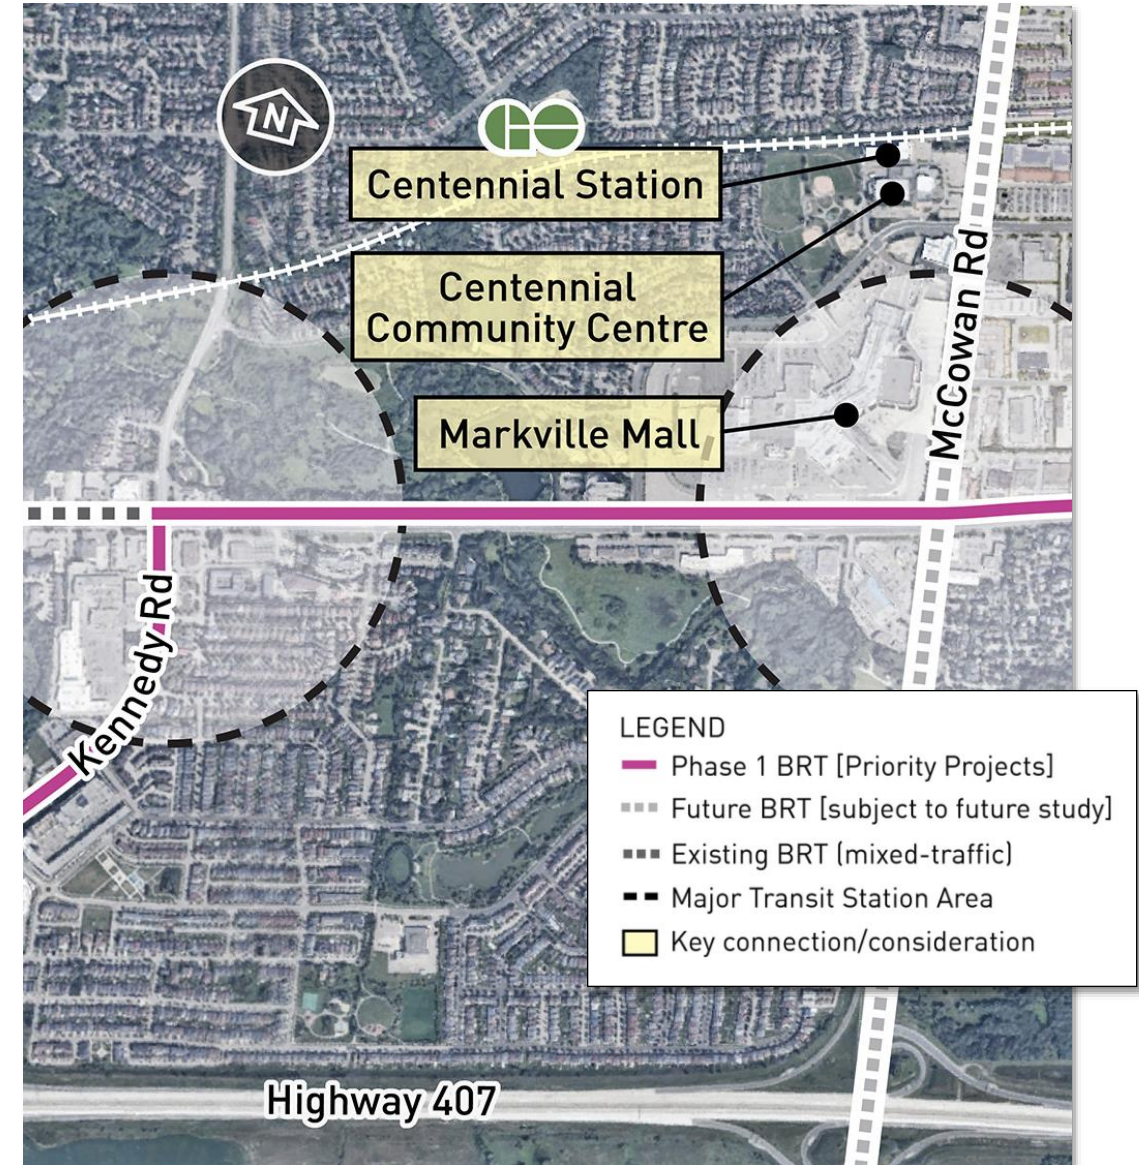 N
GO
Centennial Station
Centennial
Community Centre
Markville Mall
McCowan Rd
Kennedy Rd
LEGEND
Phase 1 BRT [Priority Projects]
Future BRT [subject to future study]
Existing BRT (mixed-traffic)
Major Transit Station Area
Key connection/consideration
Highway 407